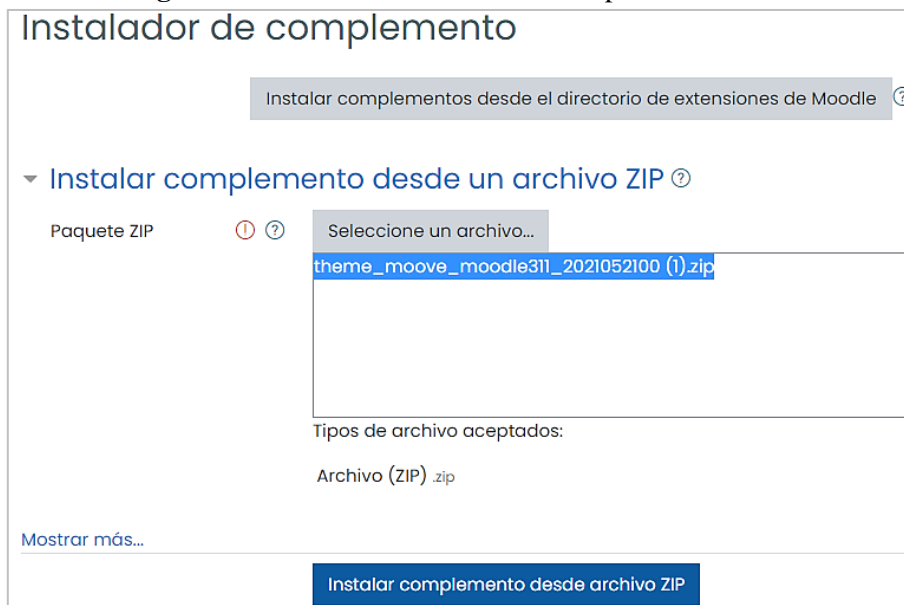 Instalador de complemento
Instalar complementos desde el directorio de extensiones de Moodle
Instalar complemento desde un archivo ZIP
Paquete ZIP
Seleccione un archivo...
theme_moove_moodle311_2021052100 (1).zip
Tipos de archivo aceptados:
Archivo (ZIP) .zip
Mostrar más...
Instalar complemento desde archivo ZIP